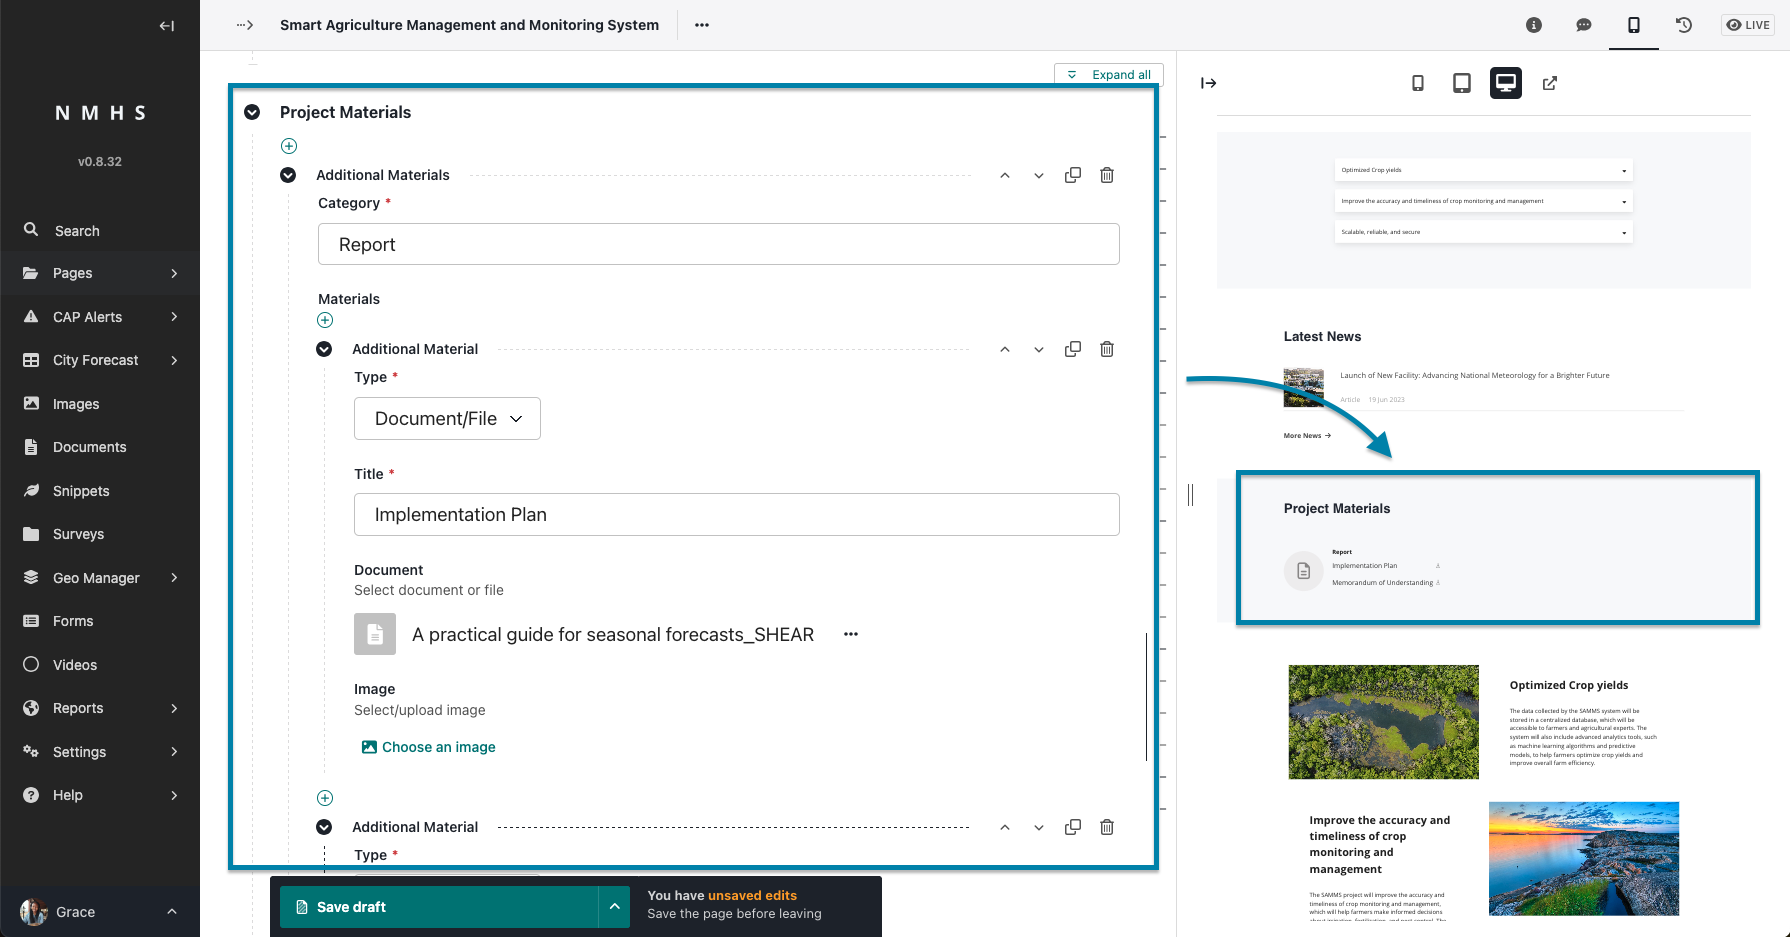 Smart Agriculture Management and Monitoring System
LIVE
NMHS
v0.8.32
Search
Pages
CAP Alerts
City Forecast
Images
Documents
Snippets
Surveys
Geo Manager
Forms
Videos
Reports
Settings
Help
Grace
Expand all
Project Materials
Additional Materials
Category *
Report
Materials
Additional Material
Type *
Document/File
Title *
Implementation Plan
Document
Select document or file
A practical guide for seasonal forecasts_SHEAR
Image
Select/upload image
Choose an image
Additional Material
Type *
Save draft
You have unsaved edits
Save the page before leaving
Optimized Crop yields
Improve the accuracy and timeliness of crop monitoring and management
Scalable, reliable, and secure
Latest News
Launch of New Facility: Advancing National Meteorology for a Brighter Future
Article 19 Jun 2023
More News
Project Materials
Report
Implementation Plan
Memorandum of Understanding
Optimized Crop yields
The data collected by the SAMMS system will be
stored in a centralized database, which will be
accessible to farmers and agricultural experts. The
system will also include advanced analytics tools, such
as machine learning algorithms and predictive
models, to help farmers optimize crop yields and
improve overall farm efficiency.
Improve the accuracy and
timeliness of crop
monitoring and
management
The SAMMS project will improve the accuracy and
timeliness of crop monitoring and management,
which will help farmers make informed decisions